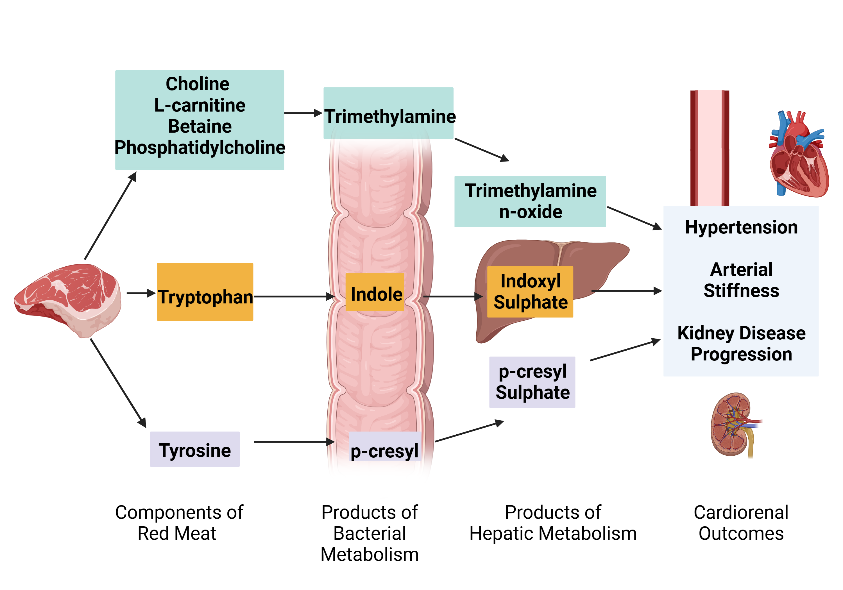 Choline
L-carnitine
Betaine
Phosphatidylcholine
Trimethylamine
Trimethylamine
n-oxide
Tryptophan
Indole
Indoxyl
Sulphate
Tyrosine
p-cresyl
p-cresyl
Sulphate
Hypertension
Arterial
Stiffness
Kidney Disease
Progression
Components of
Red Meat
Products of
Bacterial
Metabolism
Products of
Hepatic Metabolism
Cardiorenal
Outcomes